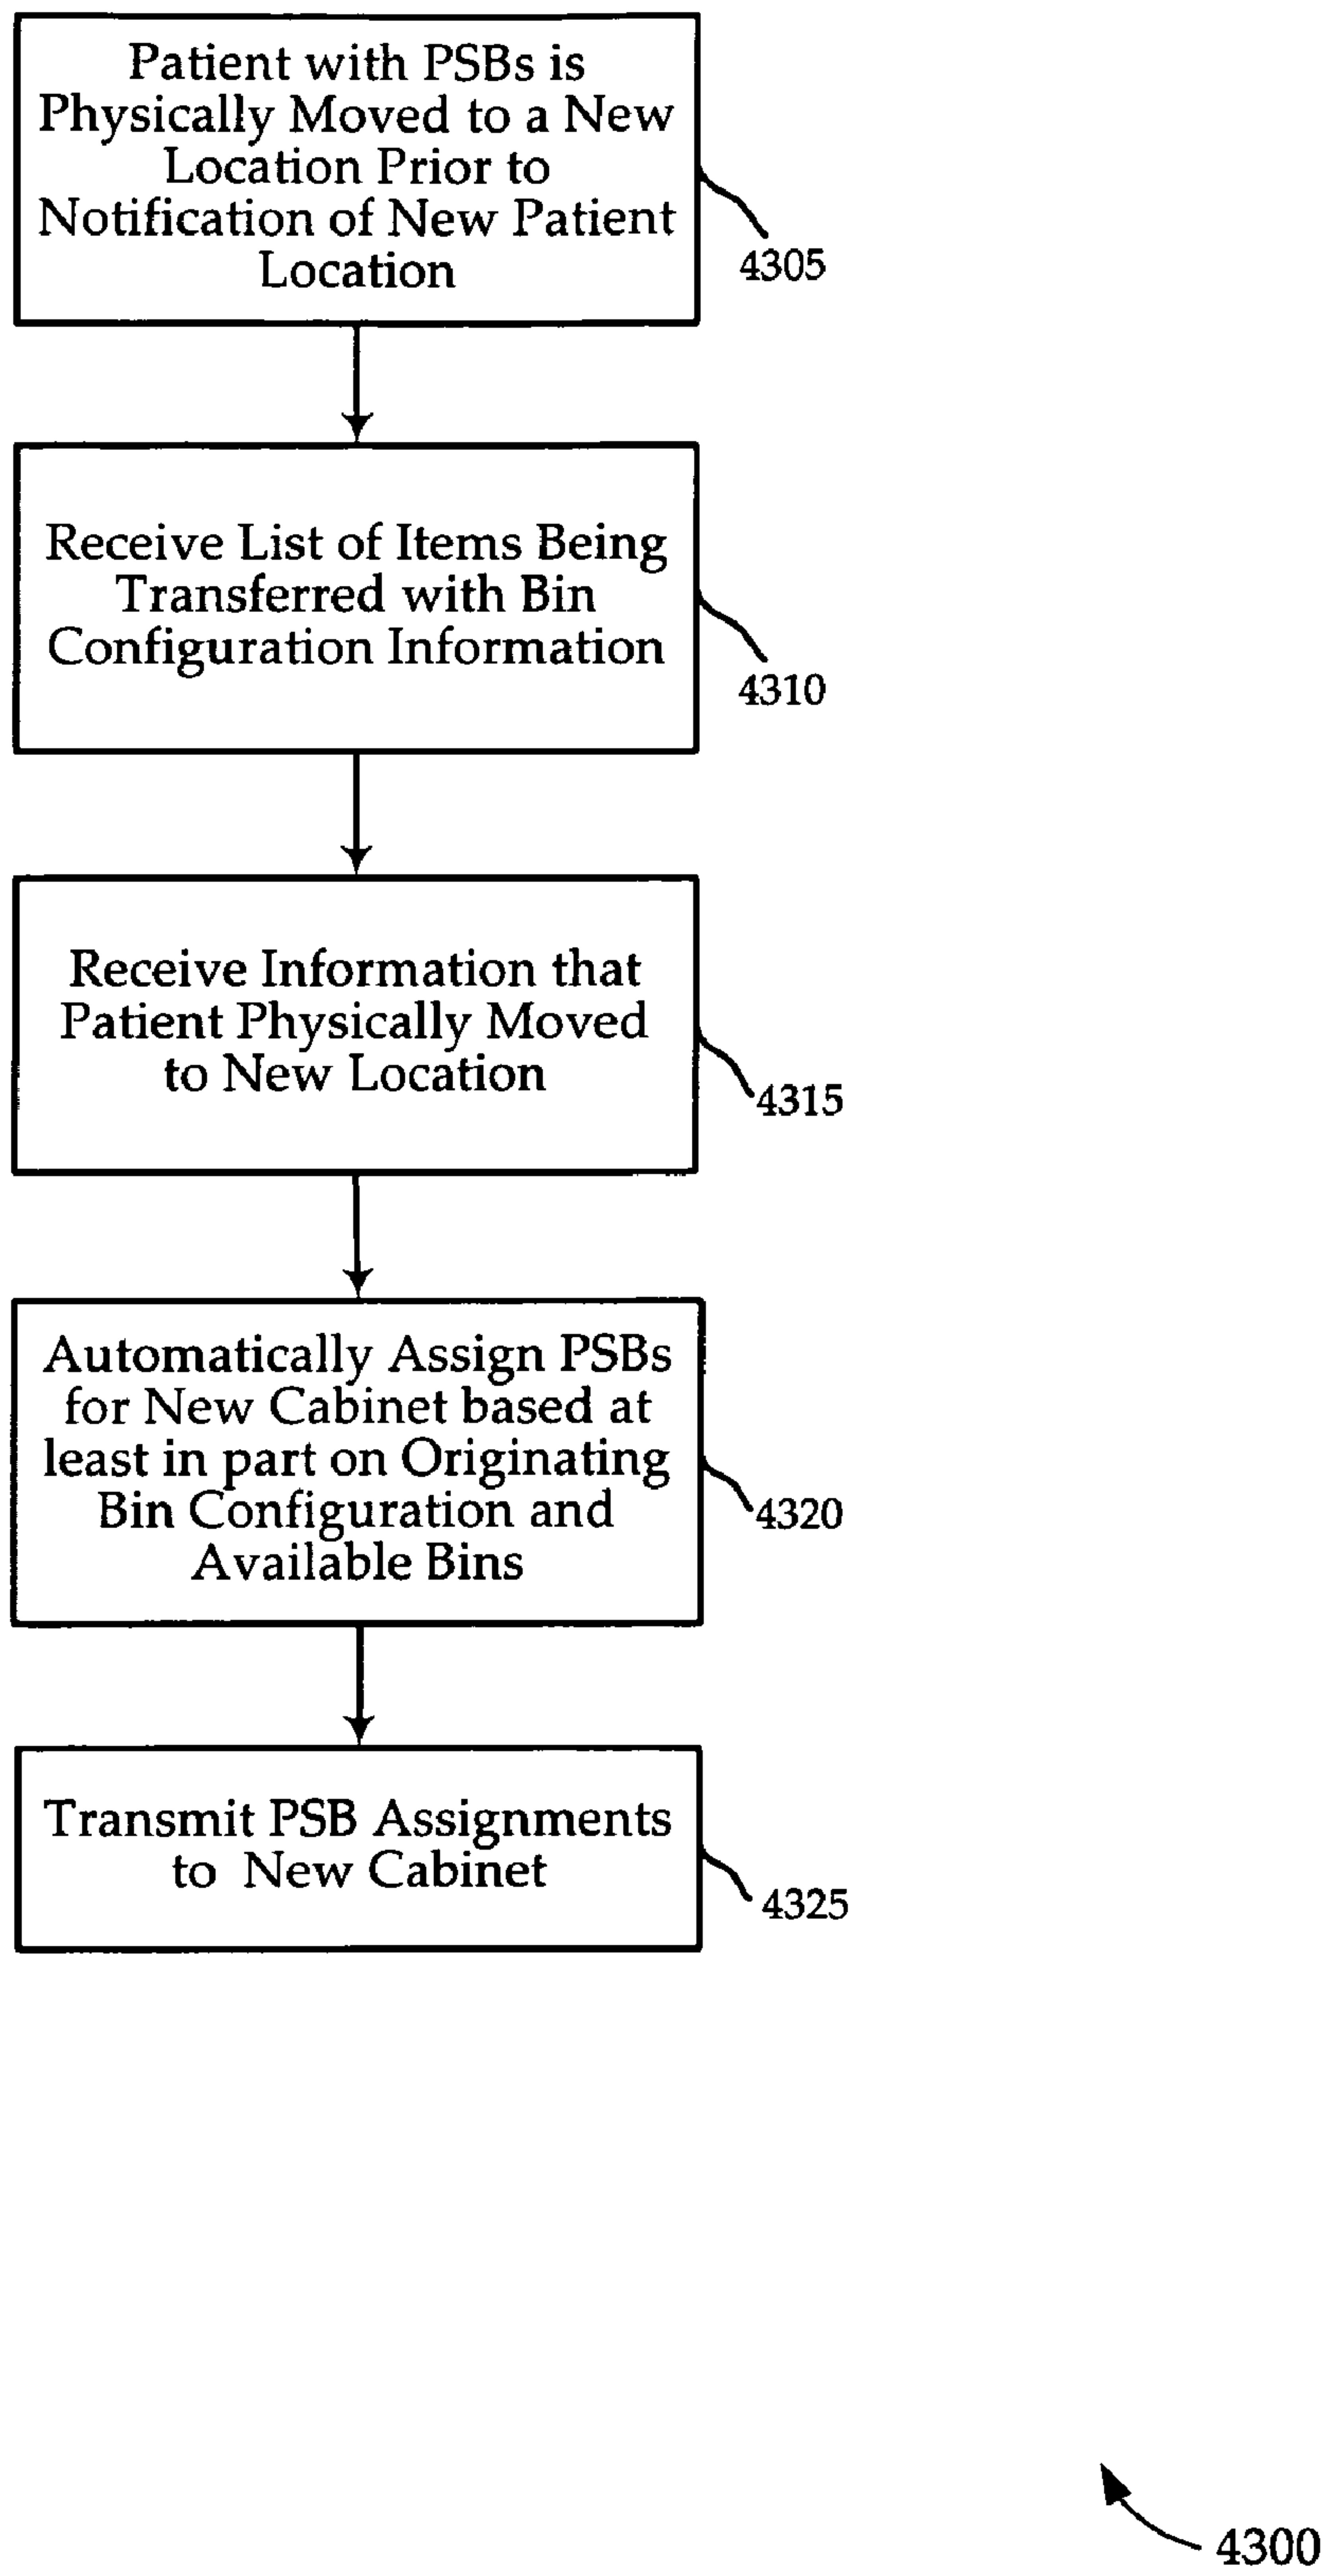 Patient with PSBs is
Physically Moved to a New
Location Prior to
Notification of New Patient
Location
4305
Receive List of Items Being
Transferred with Bin
Configuration Information
4310
Receive Information that
Patient Physically Moved
to New Location
4315
Automatically Assign PSBs
for New Cabinet based at
least in part on Originating
Bin Configuration and
Available Bins
4320
Transmit PSB Assignments
to New Cabinet
4325
4300